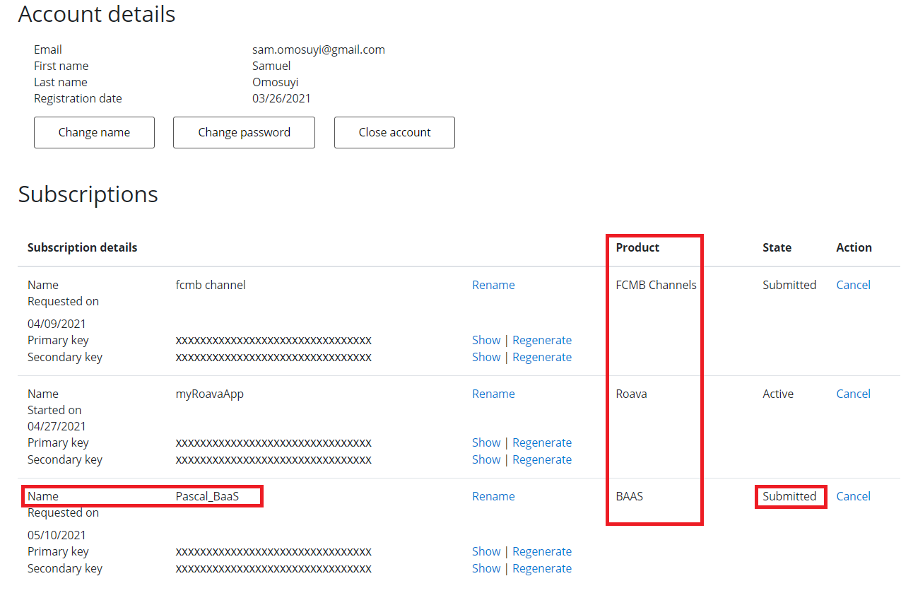 Account details
Email sam.omosuyi@gmail.com
First name Samuel
Last name Omosuyi
Registration date 03/26/2021
Change name Change password Close account
Subscriptions
Subscription details Product State Action
Name fcmb channel Rename FCMB Channels Submitted Cancel
Requested on
04/09/2021
Primary key xxxxxxxxxxxxxxxxxxxxxxxxxxxxxxxx Show | Regenerate
Secondary key xxxxxxxxxxxxxxxxxxxxxxxxxxxxxxxx Show | Regenerate
Name myRoavaApp Rename Roava Active Cancel
Started on
04/27/2021
Primary key xxxxxxxxxxxxxxxxxxxxxxxxxxxxxxxx Show | Regenerate
Secondary key xxxxxxxxxxxxxxxxxxxxxxxxxxxxxxxx Show | Regenerate
Name Pascal_BaaS Rename BAAS Submitted Cancel
Requested on
05/10/2021
Primary key xxxxxxxxxxxxxxxxxxxxxxxxxxxxxxxx Show | Regenerate
Secondary key xxxxxxxxxxxxxxxxxxxxxxxxxxxxxxxx Show | Regenerate